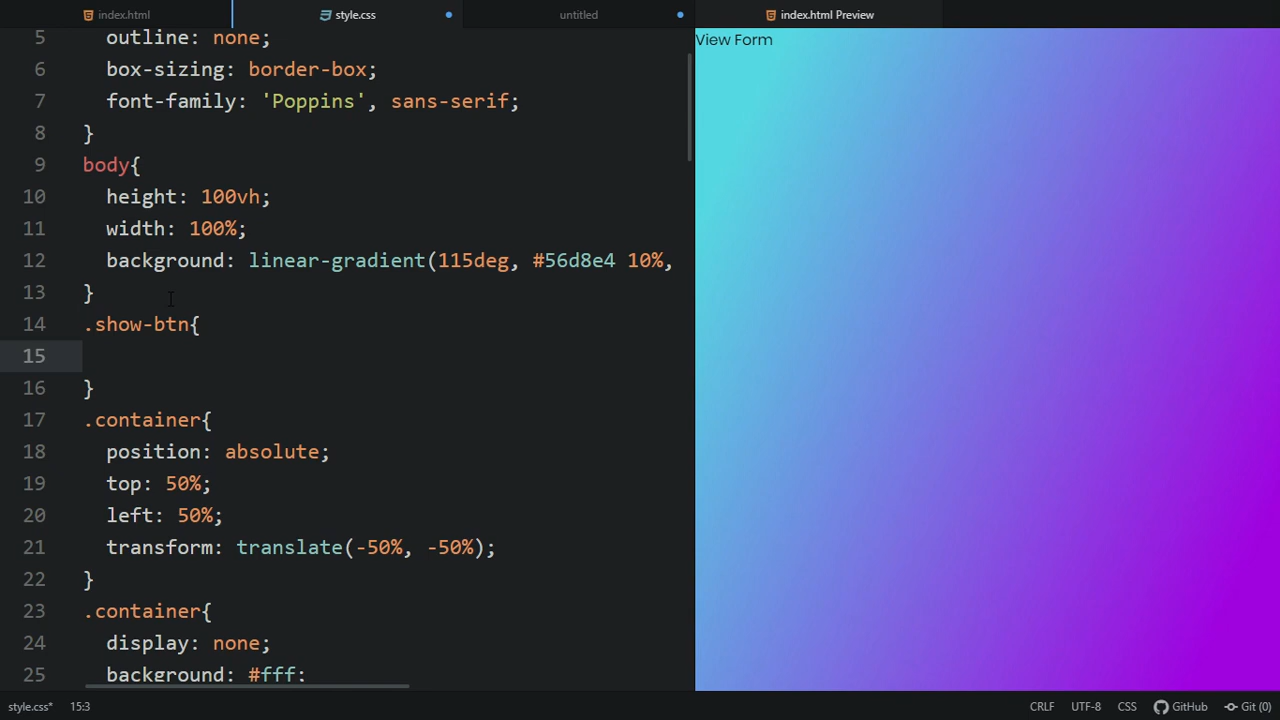 index.html
style.css
untitled
index.html Preview
5 outline: none;
6 box-sizing: border-box;
7 font-family: 'Poppins', sans-serif;
8 }
9 body{
10 height: 100vh;
11 width: 100%;
12 background: linear-gradient(115deg, #56d8e4 10%,
13 }
14 .show-btn{
15
16 }
17 .container{
18 position: absolute;
19 top: 50%;
20 left: 50%;
21 transform: translate(-50%, -50%);
22 }
23 .container{
24 display: none;
25 background: #fff;
View Form
style.css* 15:3
CRLF UTF-8 CSS GitHub Git (0)